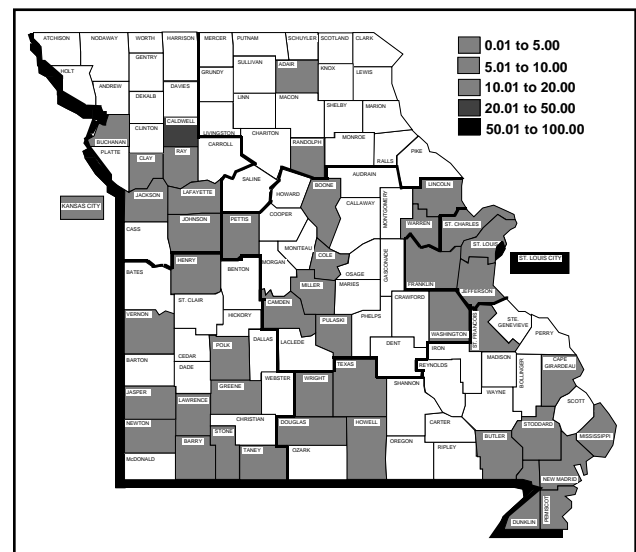 ATCHISON NODAWAY WORTH HARRISON MERCER PUTNAM SCHUYLER SCOTLAND CLARK
GENTRY SULLIVAN ADAIR KNOX LEWIS
HOLT ANDREW DAVIES GRUNDY
DEKALB LINN MACON SHELBY MARION
CALDWELL LIVINGSTON
BUCHANAN CLINTON CHARITON MONROE RALLS PIKE
PLATTE CLAY RAY CARROLL RANDOLPH
AUDRAIN
SALINE HOWARD BOONE CALLAWAY MONTGOMERY LINCOLN
KANSAS CITY JACKSON LAFAYETTE COOPER WARREN ST. CHARLES
CASS JOHNSON PETTIS MONITEAU COLE OSAGE GASCONADE FRANKLIN ST. LOUIS
ST. LOUIS CITY
BATES HENRY BENTON MORGAN MILLER MARIES JEFFERSON
ST. CLAIR CAMDEN CRAWFORD
VERNON HICKORY PULASKI PHELPS WASHINGTON ST. FRANCOIS STE. GENEVIEVE PERRY
CEDAR POLK DALLAS LACLEDE DENT IRON
BARTON DADE TEXAS REYNOLDS MADISON BOLLINGER CAPE GIRARDEAU
JASPER LAWRENCE GREENE WEBSTER WRIGHT SHANNON WAYNE SCOTT
NEWTON CHRISTIAN DOUGLAS HOWELL CARTER STODDARD MISSISSIPPI
McDONALD BARRY STONE TANEY OZARK OREGON RIPLEY BUTLER
NEW MADRID
DUNKLIN PEMISCOT
0.01 to 5.00
5.01 to 10.00
10.01 to 20.00
20.01 to 50.00
50.01 to 100.00